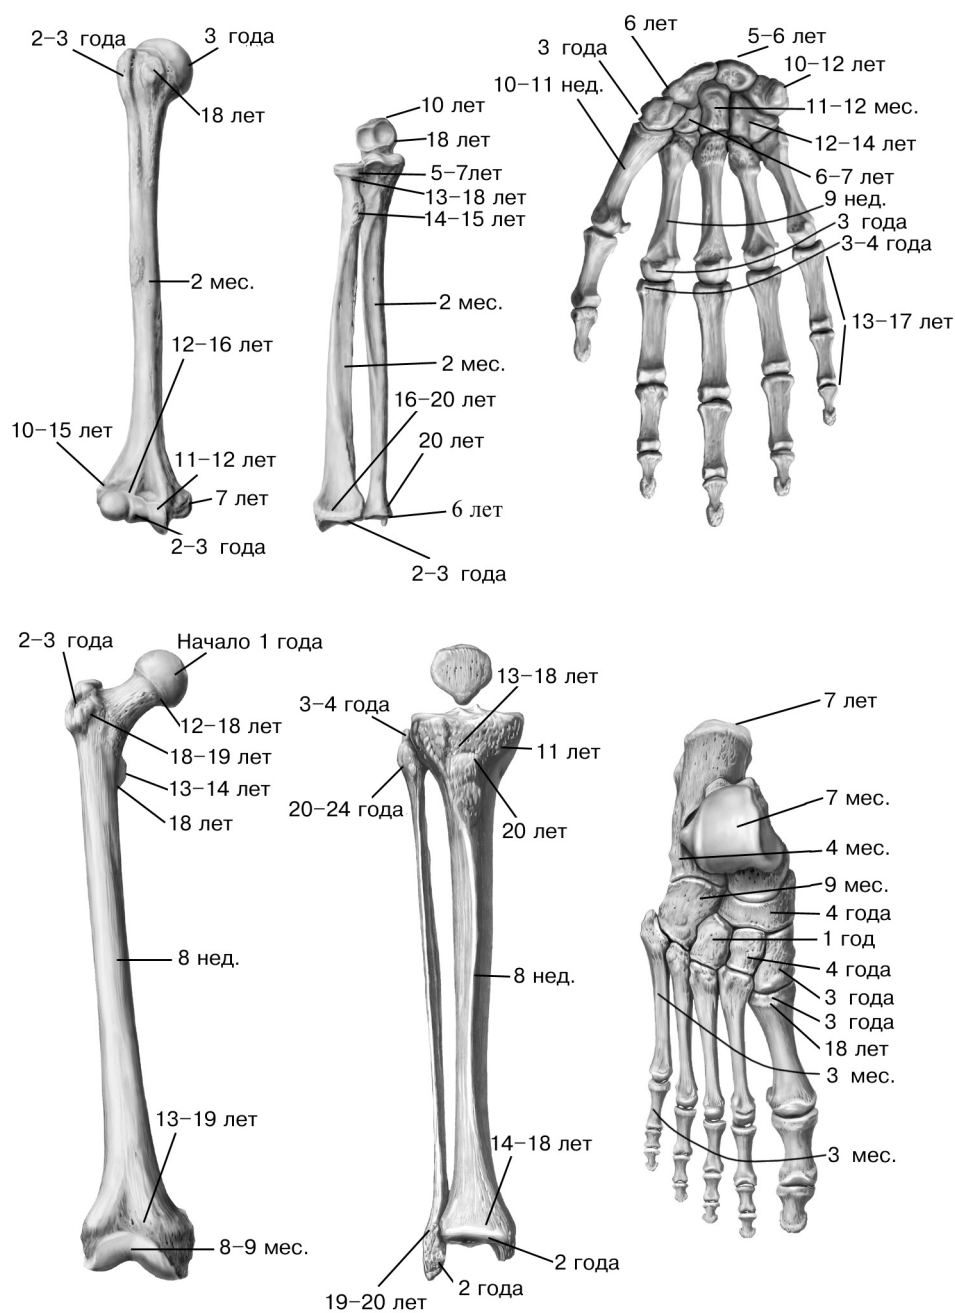 2–3 года
3 года
18 лет
2 мес.
12–16 лет
10–15 лет
11–12 лет
7 лет
2–3 года
10 лет
18 лет
5–7лет
13–18 лет
14–15 лет
2 мес.
2 мес.
16–20 лет
20 лет
6 лет
2–3 года
6 лет
5–6 лет
3 года
10–12 лет
10–11 нед.
11–12 мес.
12–14 лет
6–7 лет
9 нед.
3 года
3–4 года
13–17 лет
2–3 года
Начало 1 года
12–18 лет
18–19 лет
13–14 лет
18 лет
8 нед.
13–19 лет
8–9 мес.
13–18 лет
3–4 года
11 лет
20–24 года
20 лет
8 нед.
14–18 лет
2 года
2 года
19–20 лет
7 лет
7 мес.
4 мес.
9 мес.
4 года
1 год
4 года
3 года
3 года
18 лет
3 мес.
3 мес.